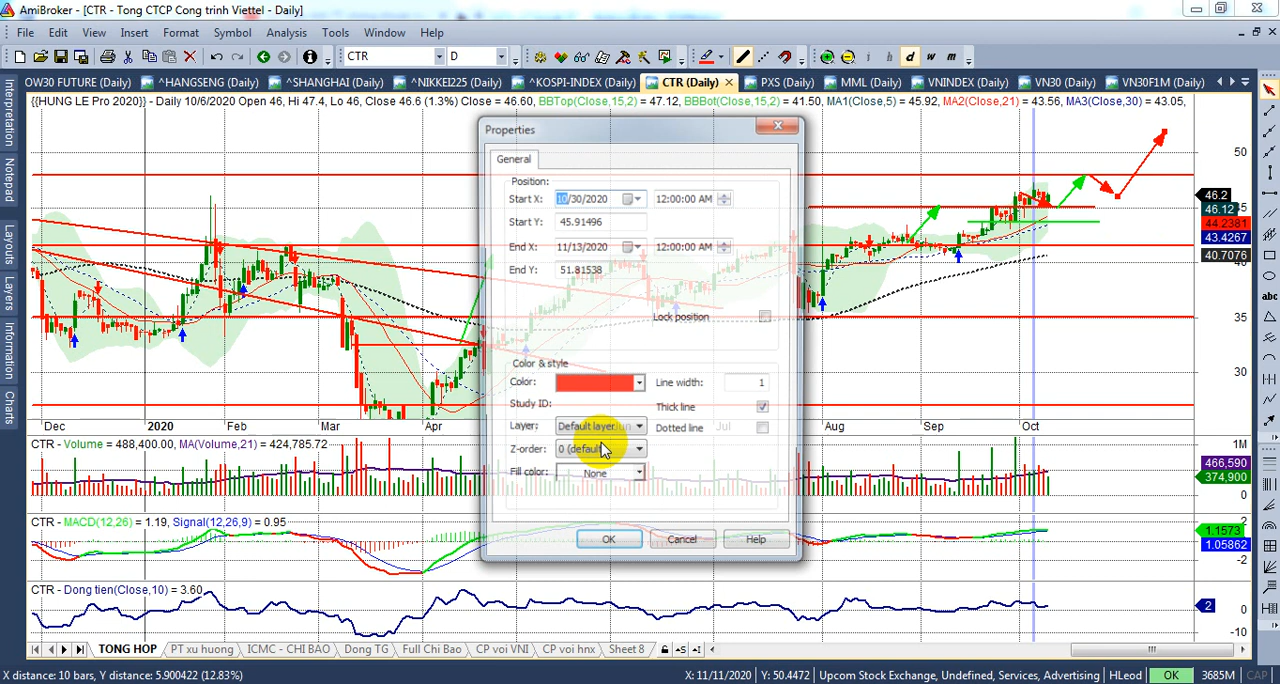 AmiBroker - [CTR - Tong CTCP Cong trinh Viettel - Daily]
File Edit View Insert Format Symbol Analysis Tools Window Help
CTR D i h d w m
OW30 FUTURE (Daily) ^HANGSENG (Daily) ^SHANGHAI (Daily) ^NIKKEI225 (Daily) ^KOSPI-INDEX (Daily) CTR (Daily) PXS (Daily) MML (Daily) VNINDEX (Daily) VN30 (Daily) VN30F1M (Daily)
{{HUNG LE Pro 2020}} - Daily 10/6/2020 Open 46, Hi 47.4, Lo 46, Close 46.6 (1.3%) Close = 46.60, BBTop(Close,15,2) = 47.12, BBBot(Close,15,2) = 41.50, MA1(Close,5) = 45.92, MA2(Close,21) = 43.56, MA3(Close,30) = 43.05,
Interpretation
Notepad
Layouts
Layers
Information
Charts
Properties
General
Position:
Start X: 10/30/2020 12:00:00 AM
Start Y: 45.91496
End X: 11/13/2020 12:00:00 AM
End Y: 51.81538
Lock position
Color & style
Color: Line width: 1
Study ID: Thick line
Layer: Default layer (un Dotted line
Z-order: 0 (default
Fill color: None
OK Cancel Help
50
46.2
46.12
45
44.2381
43.4267
40.7076
40
35
30
abc
Dec 2020 Feb Mar Apr Jul Aug Sep Oct
CTR - Volume = 488,400.00, MA(Volume,21) = 424,785.72
1M
466,590
374,900
0
CTR - MACD(12,26) = 1.19, Signal(12,26,9) = 0.95
2
1.1573
1.05862
-2
CTR - Dong tien(Close,10) = 3.60
2
0
-10
TONG HOP PT xu huong ICMC - CHI BAO Dong TG Full Chi Bao CP voi VNI CP voi hnx Sheet 8
X distance: 10 bars, Y distance: 5.900422 (12.83%) X: 11/11/2020 Y: 50.4472 Upcom Stock Exchange, Undefined, Services, Advertising HLeod OK 3685M CAP